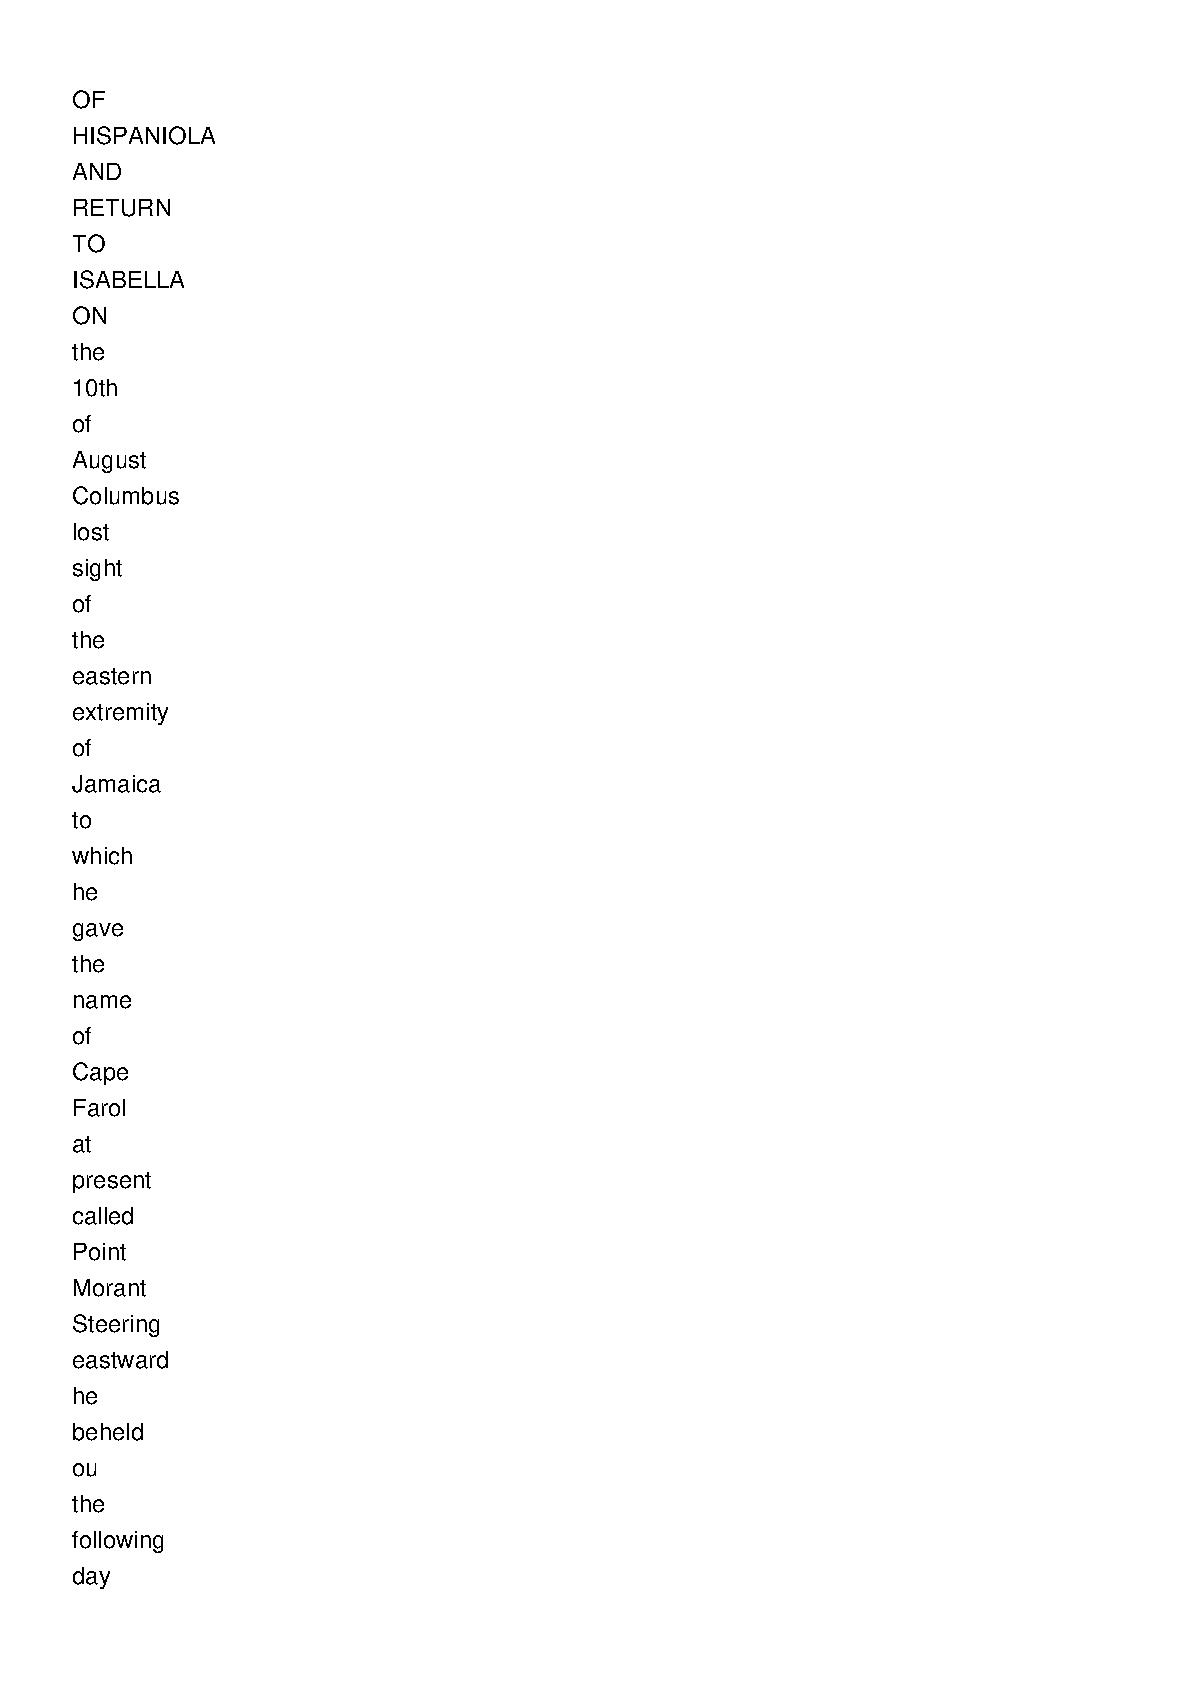 OF
HISPANIOLA
AND
RETURN
TO
ISABELLA
ON
the
10th
of
August
Columbus
lost
sight
of
the
eastern
extremity
of
Jamaica
to
which
he
gave
the
name
of
Cape
Farol
at
present
called
Point
Morant
Steering
eastward
he
beheld
ou
the
following
day